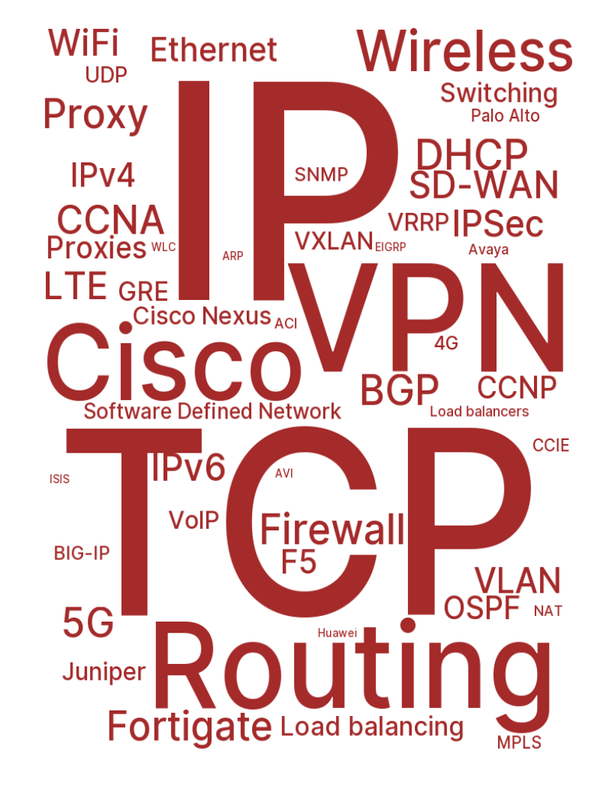 WiFi
Ethernet
Wireless
UDP
Switching
Proxy
IP
Palo Alto
DHCP
IPv4
SNMP
SD-WAN
CCNA
VRRP
IPSec
Proxies
WLC
ARP
VXLAN
EIGRP
Avaya
LTE
GRE
VPN
Cisco Nexus
ACI
4G
Cisco
BGP
CCNP
Software Defined Network
Load balancers
TCP
CCIE
IPv6
AVI
ISIS
VoIP
Firewall
BIG-IP
F5
VLAN
5G
OSPF
NAT
Huawei
Routing
Juniper
Fortigate
Load balancing
MPLS